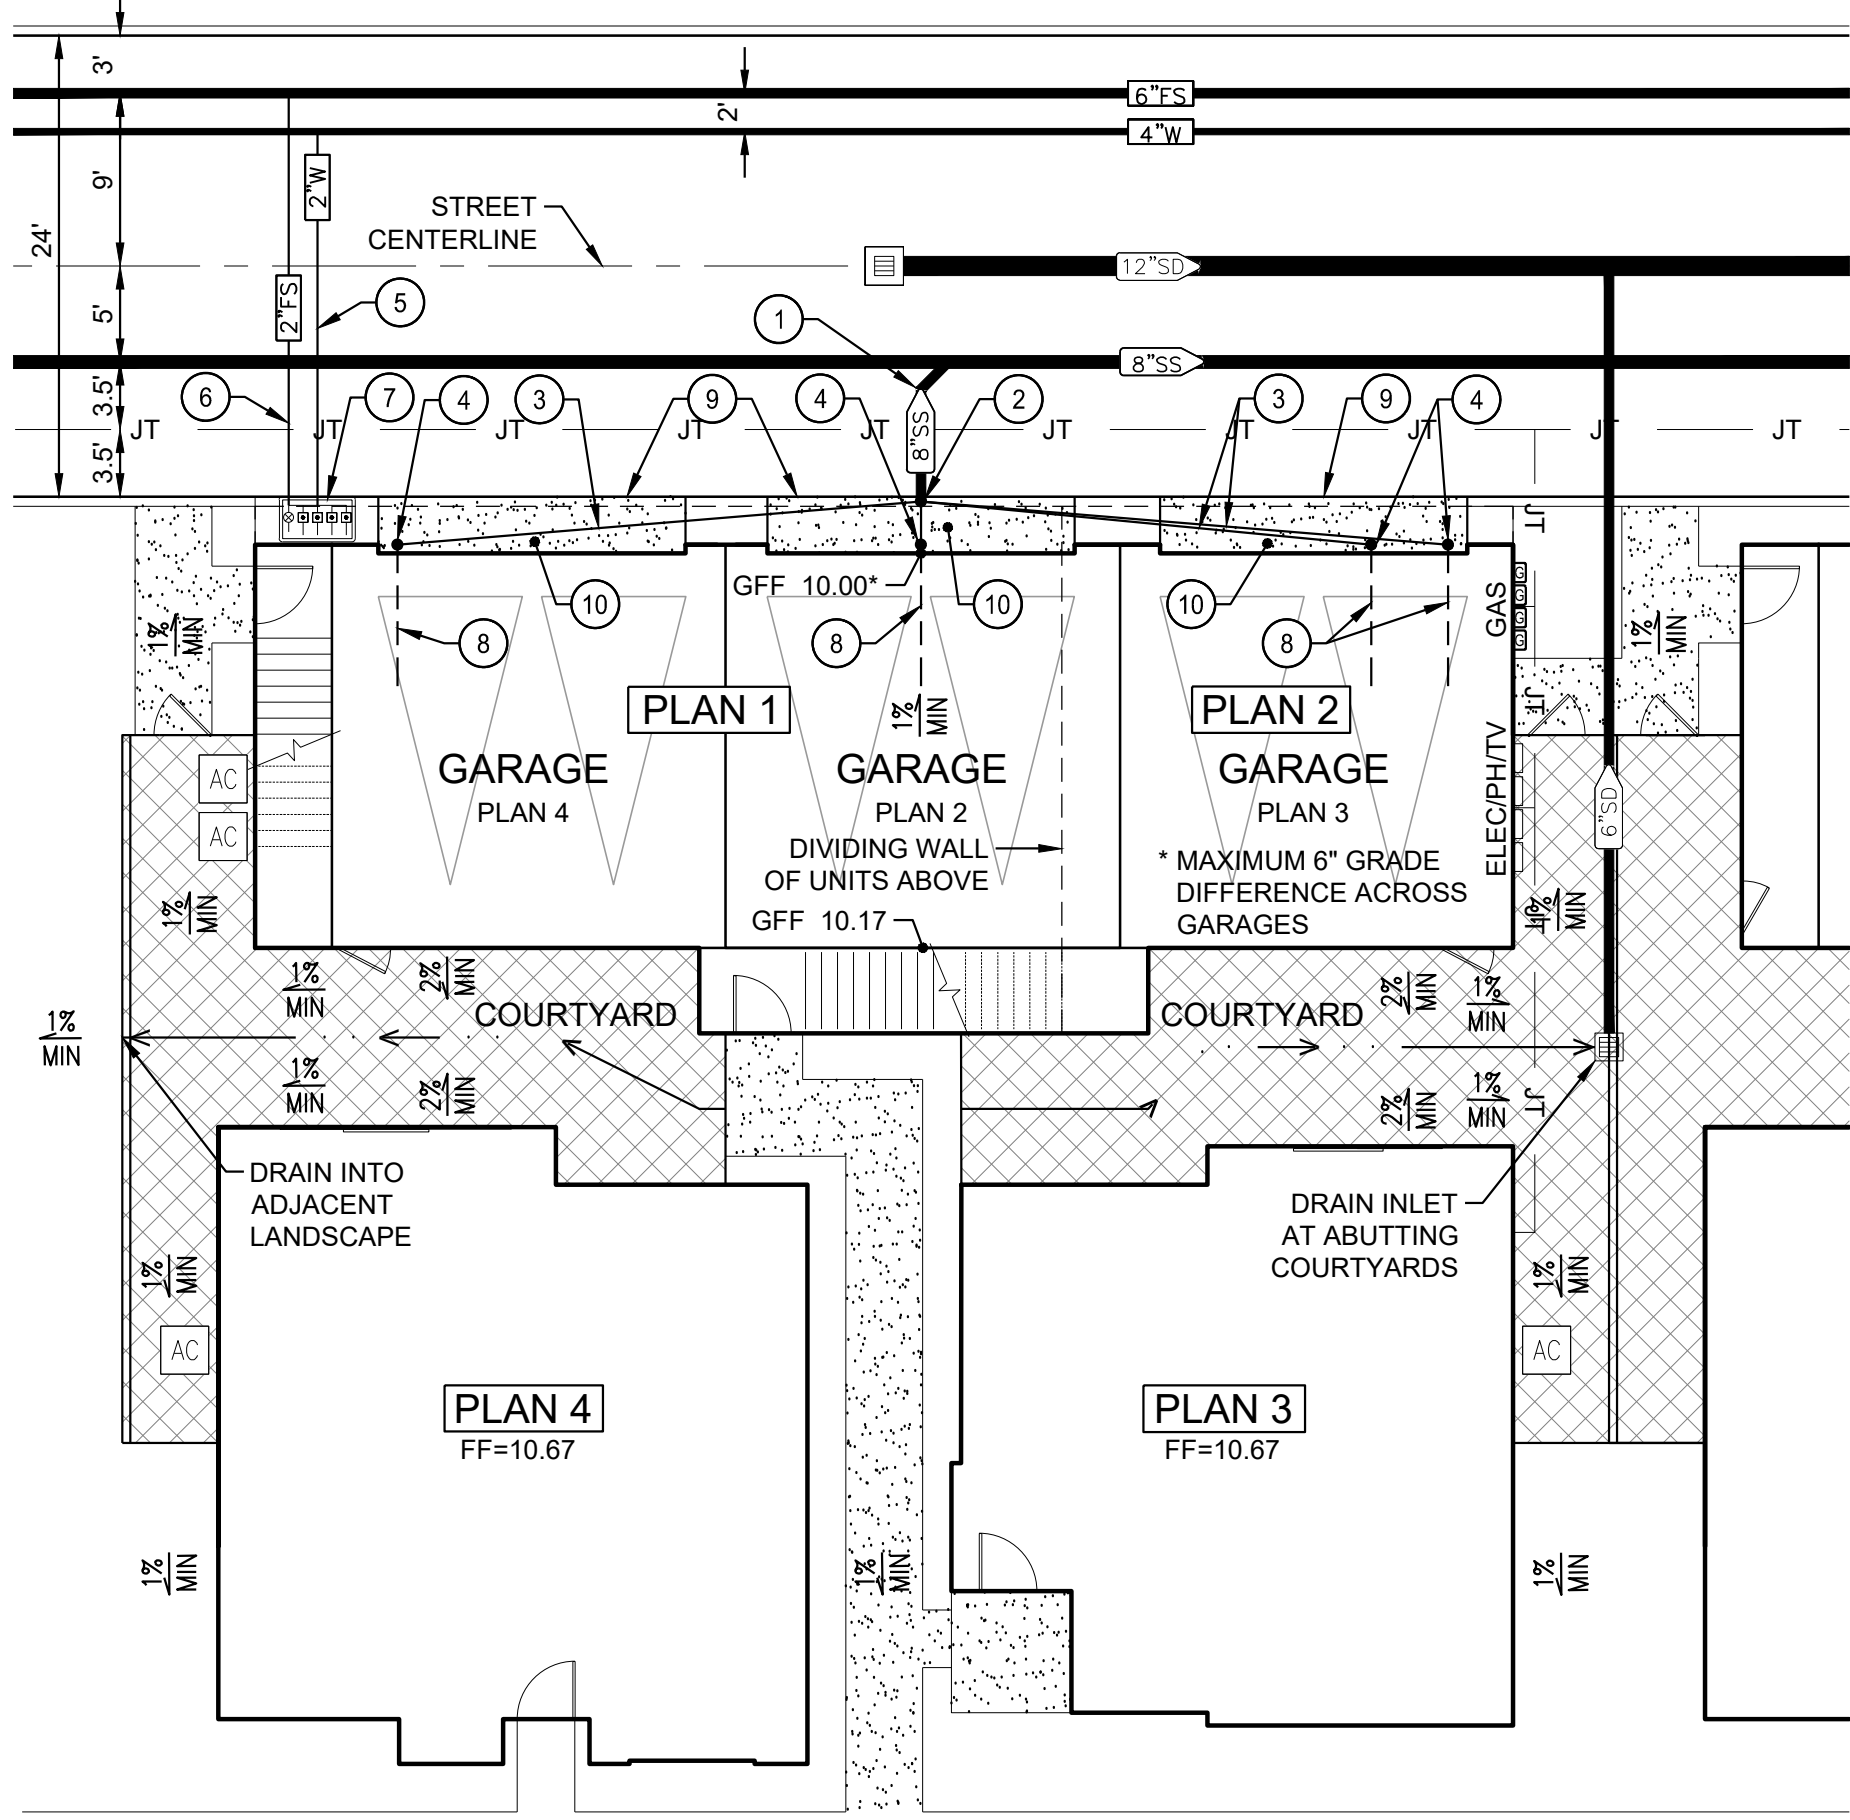 3'
6"FS
2'
4"W
9'
2"W
24'
STREET
CENTERLINE
12"SD
2"FS
5
5'
1
8"SS
3.5'
6
7
4
3
9
4
2
3
9
4
8"SS
JT
JT
JT
JT
JT
JT
JT
JT
JT
3.5'
JT
GFF 10.00*
10
10
10
GAS
G
G
G
G
1%
MIN
8
8
8
1%
MIN
PLAN 1
1%
MIN
PLAN 2
JT
GARAGE
PLAN 4
GARAGE
PLAN 2
GARAGE
PLAN 3
ELEC/PH/TV
6"SD
AC
AC
DIVIDING WALL
OF UNITS ABOVE
* MAXIMUM 6" GRADE
DIFFERENCE ACROSS
GARAGES
1%
MIN
GFF 10.17
JT
1%
MIN
1%
MIN
2%
MIN
COURTYARD
COURTYARD
2%
MIN
1%
MIN
1%
MIN
1%
MIN
2%
MIN
2%
MIN
1%
MIN
JT
DRAIN INTO
ADJACENT
LANDSCAPE
DRAIN INLET
AT ABUTTING
COURTYARDS
1%
MIN
1%
MIN
AC
AC
PLAN 4
FF=10.67
PLAN 3
FF=10.67
1%
MIN
1%
MIN
1%
MIN